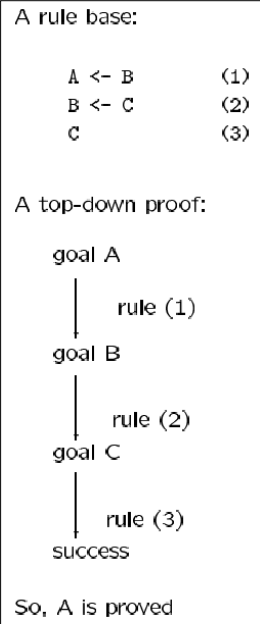 A rule base:
A <- B (1)
B <- C (2)
C (3)
A top-down proof:
goal A
rule (1)
goal B
rule (2)
goal C
rule (3)
success
So, A is proved